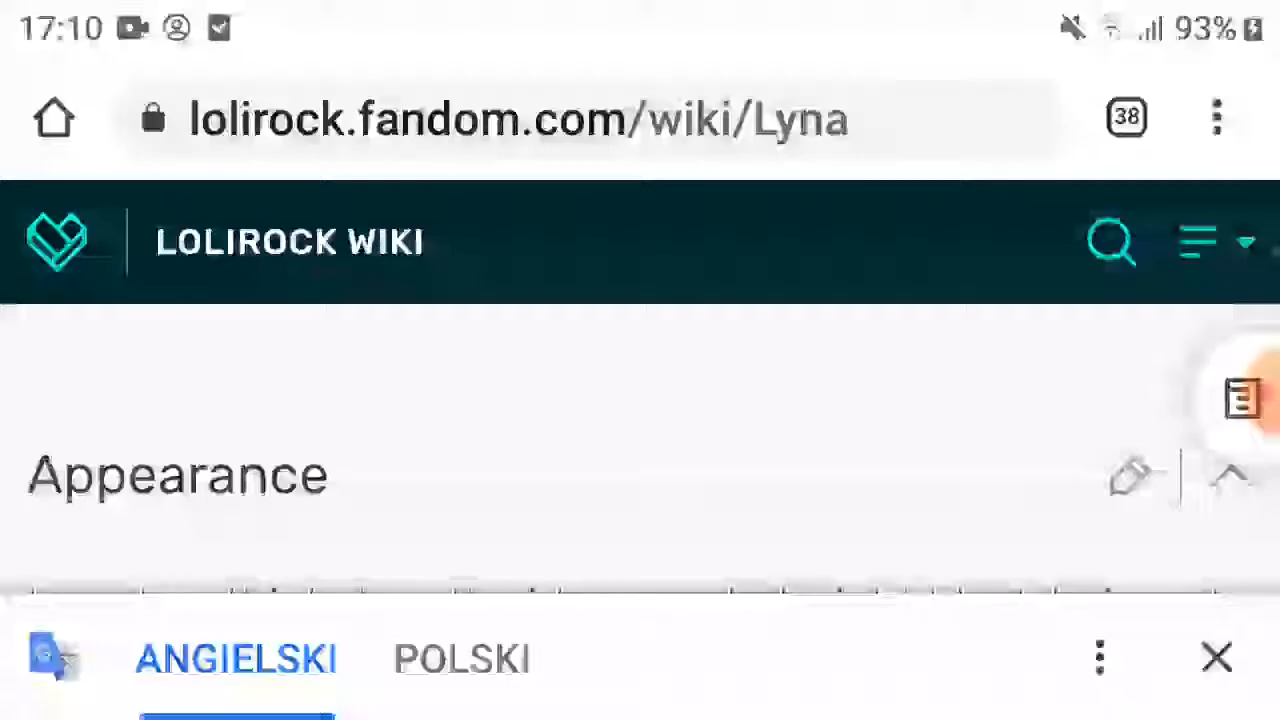 17:10 93%
lolirock.fandom.com/wiki/Lyna 38
LOLIROCK WIKI
Appearance
ANGIELSKI POLSKI